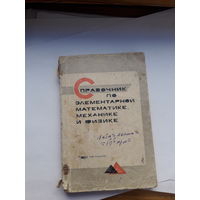 СПРАВОЧНИК
ПО
ЭЛЕМЕНТАРНОЙ
МАТЕМАТИКЕ,
МЕХАНИКЕ
И ФИЗИКЕ